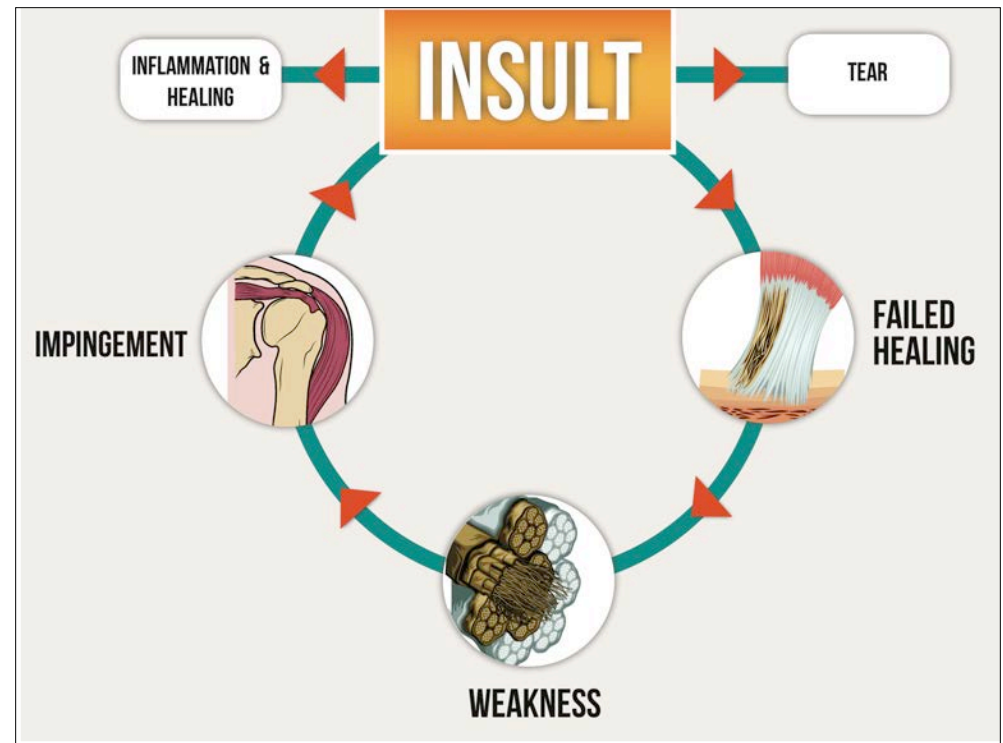 INFLAMMATION &
HEALING
INSULT
TEAR
IMPINGEMENT
FAILED
HEALING
WEAKNESS